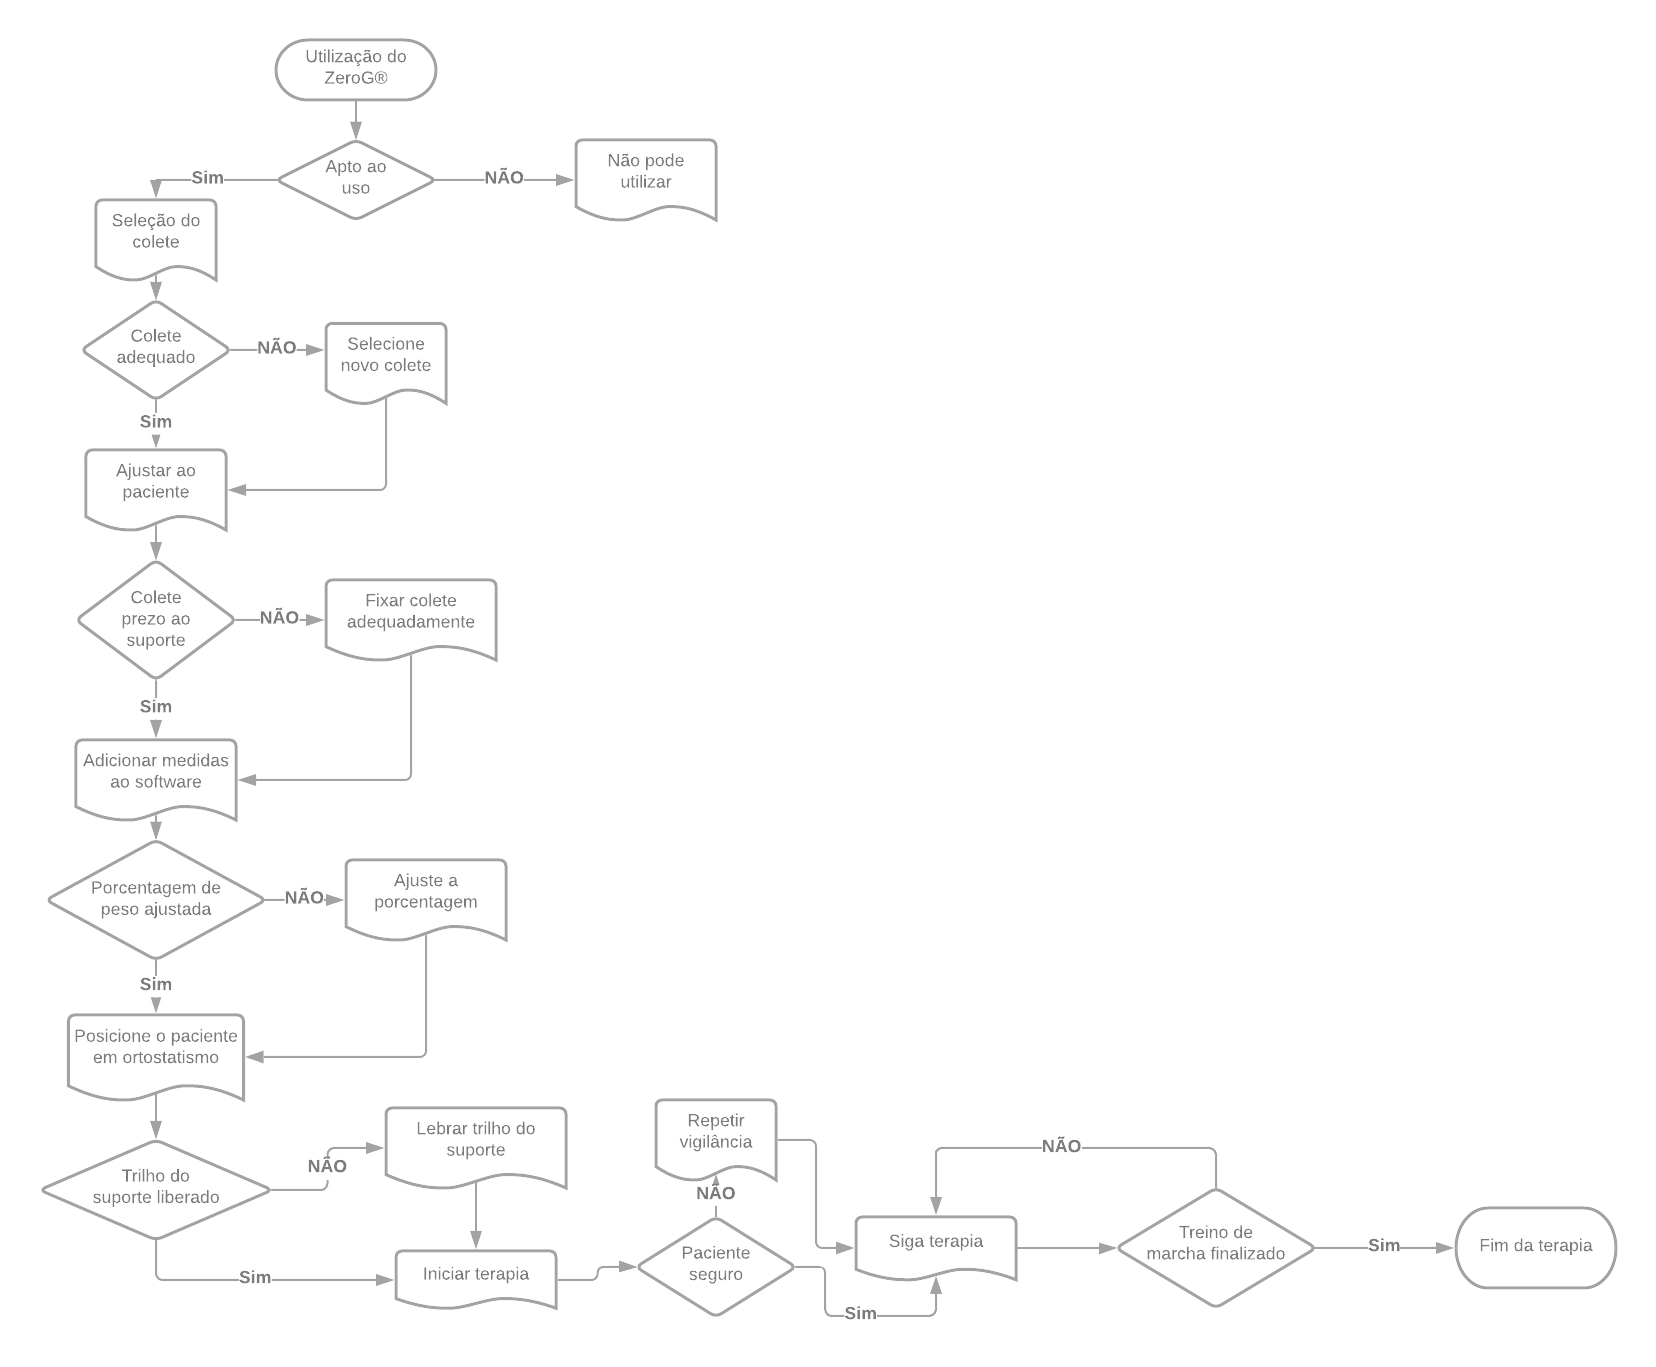 Utilização do
ZeroG®
Apto ao
uso
Sim
NÃO
Não pode
utilizar
Seleção do
colete
Colete
adequado
NÃO
Selecione
novo colete
Sim
Ajustar ao
paciente
Colete
prezo ao
suporte
NÃO
Fixar colete
adequadamente
Sim
Adicionar medidas
ao software
Porcentagem de
peso ajustada
NÃO
Ajuste a
porcentagem
Sim
Posicione o paciente
em ortostatismo
Trilho do
suporte liberado
NÃO
Lebrar trilho do
suporte
Sim
Iniciar terapia
Paciente
seguro
NÃO
Repetir
vigilância
Sim
Siga terapia
Treino de
marcha finalizado
NÃO
Sim
Fim da terapia